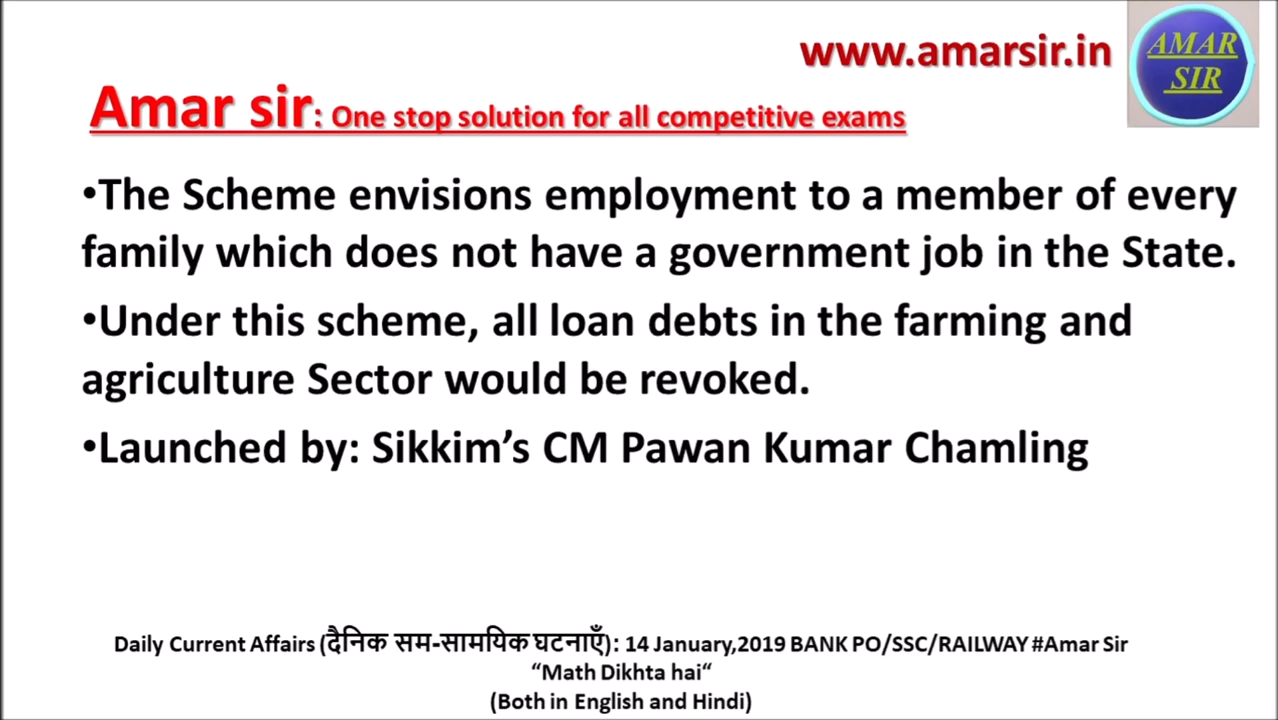 www.amarsir.in
AMAR
SIR
Amar sir: One stop solution for all competitive exams
•The Scheme envisions employment to a member of every
family which does not have a government job in the State.
•Under this scheme, all loan debts in the farming and
agriculture Sector would be revoked.
•Launched by: Sikkim’s CM Pawan Kumar Chamling
Daily Current Affairs (दैनिक सम-सामयिक घटनाएँ): 14 January,2019 BANK PO/SSC/RAILWAY #Amar Sir
“Math Dikhta hai“
(Both in English and Hindi)